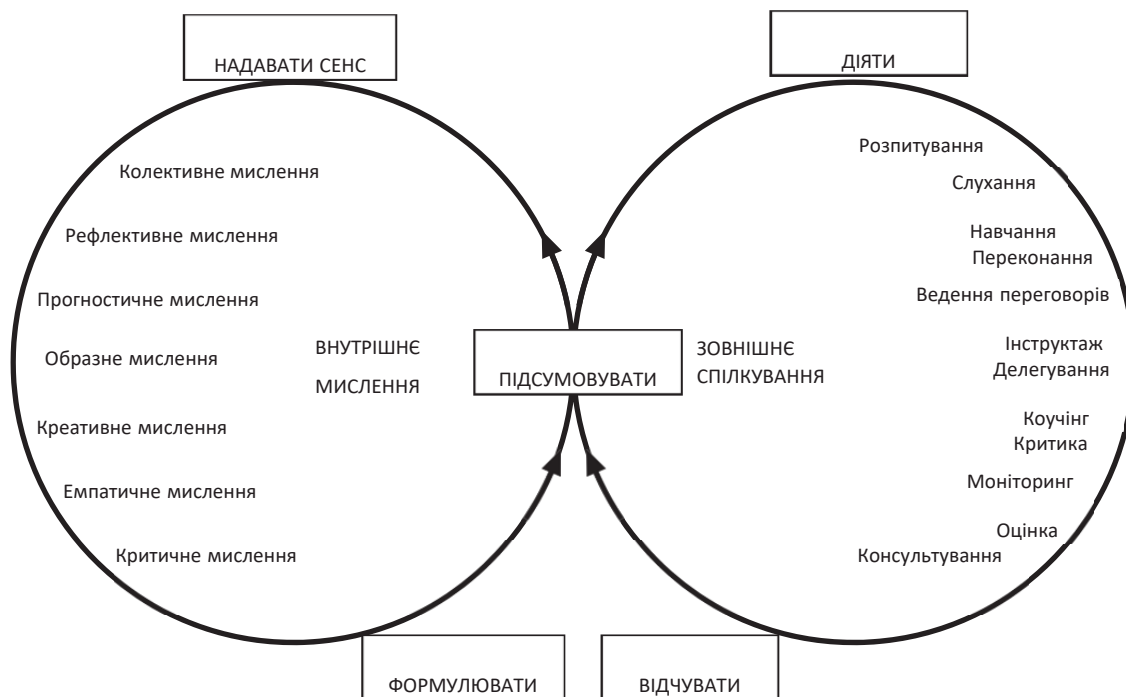 НАДАВАТИ СЕНС
ДІЯТИ
Колективне мислення
Рефлективне мислення
Прогностичне мислення
Образне мислення
Креативне мислення
Емпатичне мислення
Критичне мислення
ВНУТРІШНЄ
МИСЛЕННЯ
ПІДСУМОВУВАТИ
ЗОВНІШНЄ
СПІЛКУВАННЯ
Розпитування
Слухання
Навчання
Переконання
Ведення переговорів
Інструктаж
Делегування
Коучінг
Критика
Моніторинг
Оцінка
Консультування
ФОРМУЛЮВАТИ
ВІДЧУВАТИ